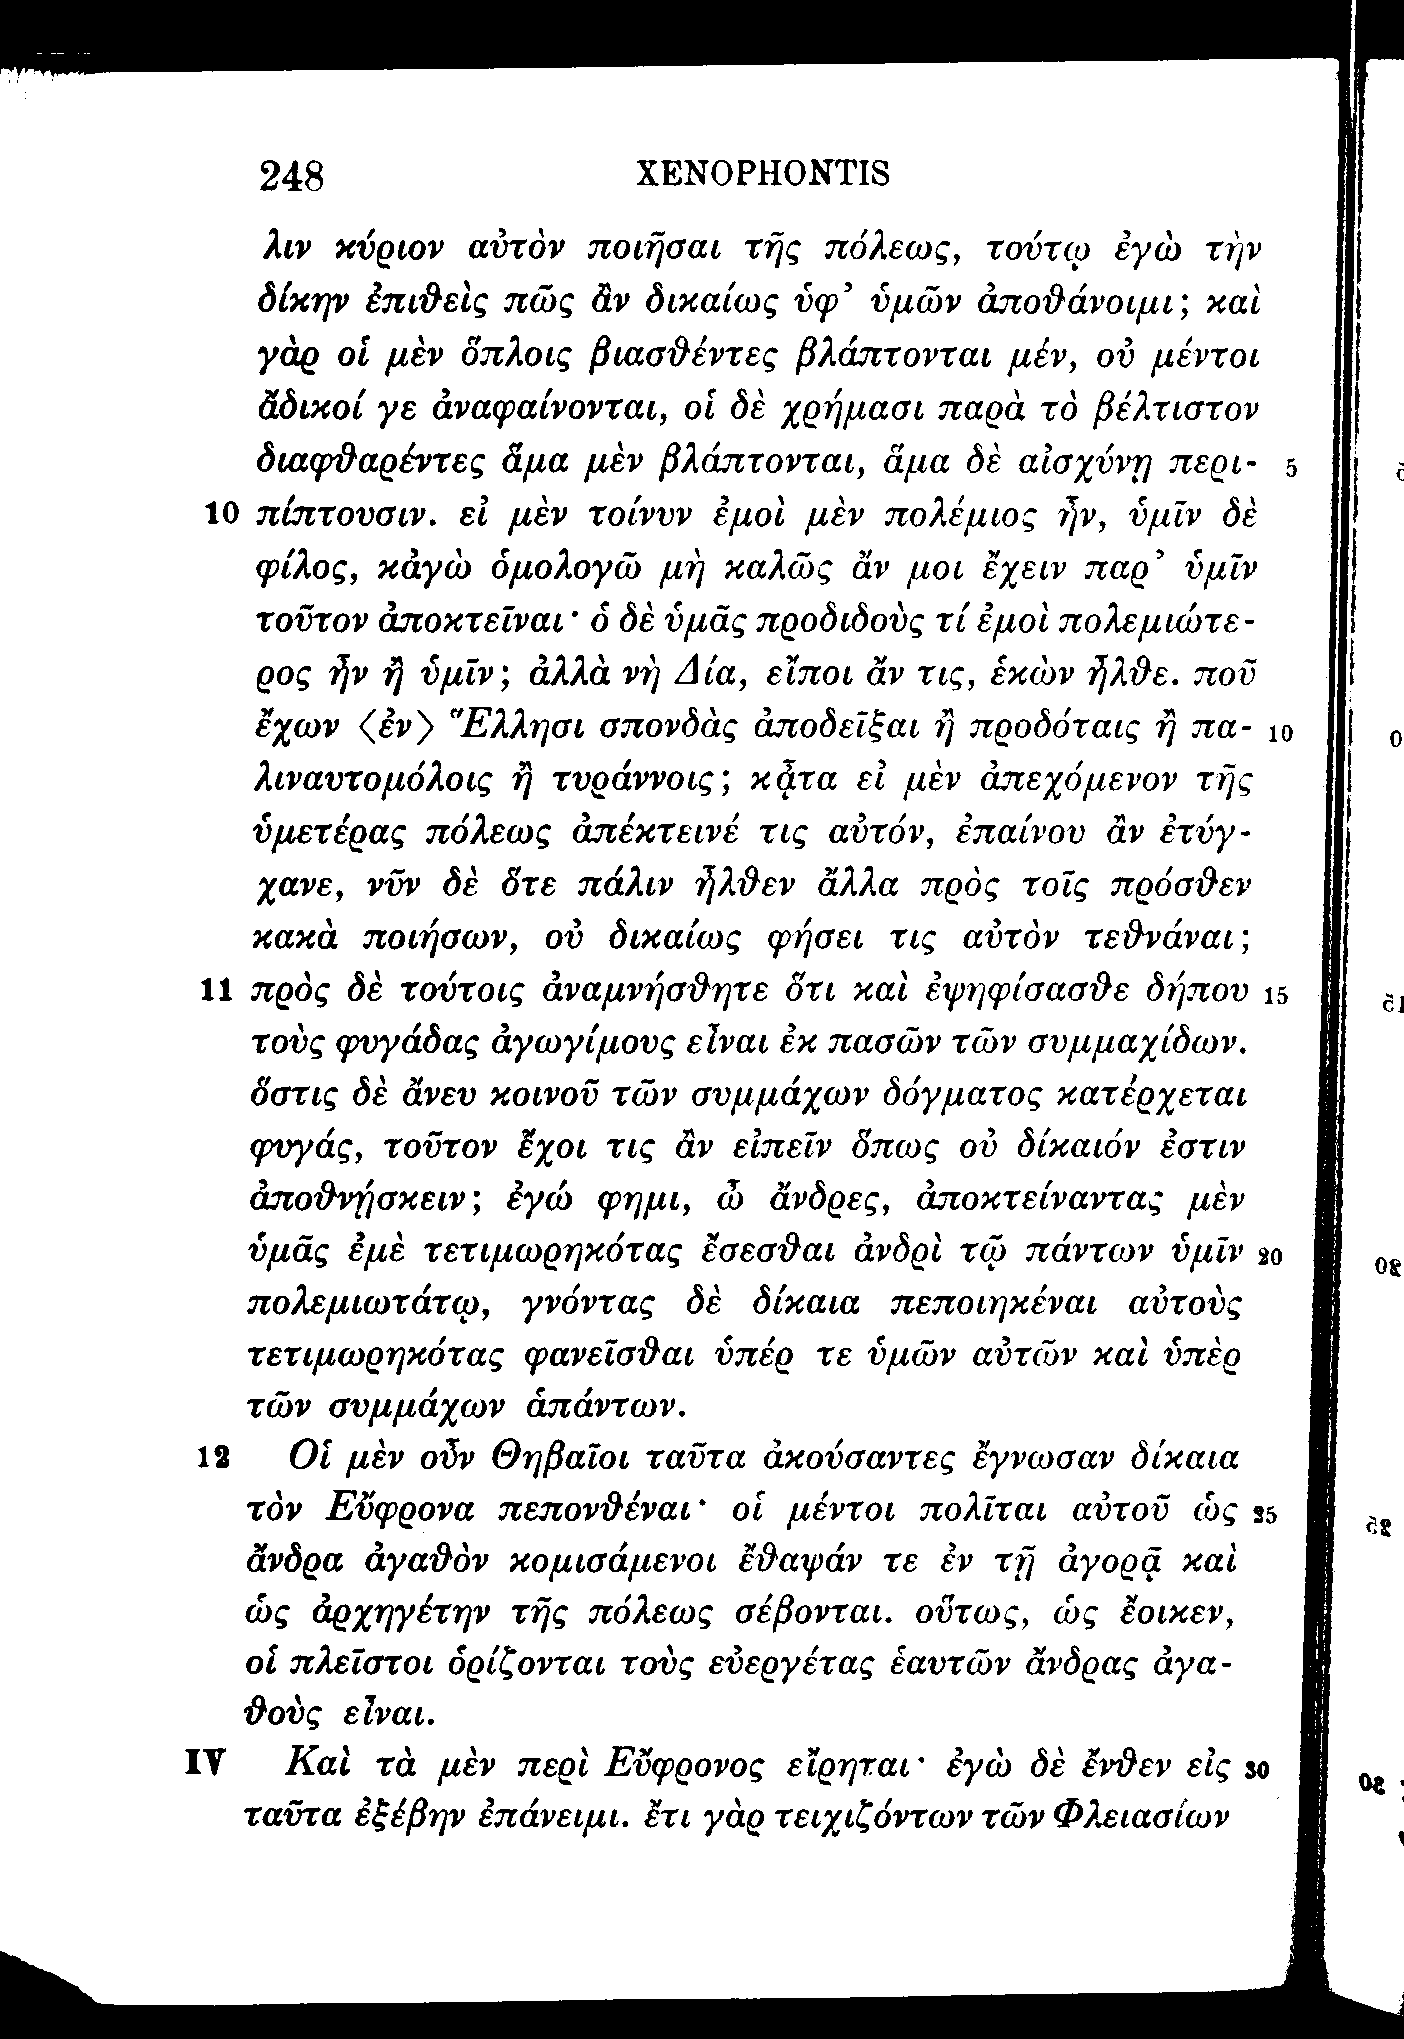 248 XENOPHONTIS
λιν κύριον αὐτὸν ποιῆσαι τῆς πόλεως, τούτῳ ἐγὼ τὴν
δίκην ἐπιθεὶς πῶς ἂν δικαίως ὑφ' ὑμῶν ἀποθάνοιμι; καὶ
γὰρ οἱ μὲν ὅπλοις βιασθέντες βλάπτονται μέν, οὐ μέντοι
ἄδικοί γε ἀναφαίνονται, οἱ δὲ χρήμασι παρὰ τὸ βέλτιστον
διαφθαρέντες ἅμα μὲν βλάπτονται, ἅμα δὲ αἰσχύνῃ περι- 5
10 πίπτουσιν. εἰ μὲν τοίνυν ἐμοὶ μὲν πολέμιος ἦν, ὑμῖν δὲ
φίλος, κἀγὼ ὁμολογῶ μὴ καλῶς ἄν μοι ἔχειν παρ' ὑμῖν
τοῦτον ἀποκτεῖναι· ὁ δὲ ὑμᾶς προδιδοὺς τί ἐμοὶ πολεμιώτε-
ρος ἦν ἢ ὑμῖν; ἀλλὰ νὴ Δία, εἴποι ἄν τις, ἑκὼν ἦλθε. ποῦ
ἔχων ⟨ἐν⟩ Ἕλλησι σπονδὰς ἀποδεῖξαι ἢ προδόταις ἢ πα- 10
λιναυτομόλοις ἢ τυράννοις; κᾆτα εἰ μὲν ἀπεχόμενον τῆς
ὑμετέρας πόλεως ἀπέκτεινέ τις αὐτόν, ἐπαίνου ἂν ἐτύγ-
χανε, νῦν δὲ ὅτε πάλιν ἦλθεν ἄλλα πρὸς τοῖς πρόσθεν
κακὰ ποιήσων, οὐ δικαίως φήσει τις αὐτὸν τεθνάναι;
11 πρὸς δὲ τούτοις ἀναμνήσθητε ὅτι καὶ ἐψηφίσασθε δήπου 15
τοὺς φυγάδας ἀγωγίμους εἶναι ἐκ πασῶν τῶν συμμαχίδων.
ὅστις δὲ ἄνευ κοινοῦ τῶν συμμάχων δόγματος κατέρχεται
φυγάς, τοῦτον ἔχοι τις ἂν εἰπεῖν ὅπως οὐ δίκαιόν ἐστιν
ἀποθνῄσκειν; ἐγώ φημι, ὦ ἄνδρες, ἀποκτείναντας μὲν
ὑμᾶς ἐμὲ τετιμωρηκότας ἔσεσθαι ἀνδρὶ τῷ πάντων ὑμῖν 20
πολεμιωτάτῳ, γνόντας δὲ δίκαια πεποιηκέναι αὐτοὺς
τετιμωρηκότας φανεῖσθαι ὑπέρ τε ὑμῶν αὐτῶν καὶ ὑπὲρ
τῶν συμμάχων ἁπάντων.
12 Οἱ μὲν οὖν Θηβαῖοι ταῦτα ἀκούσαντες ἔγνωσαν δίκαια
τὸν Εὔφρονα πεπονθέναι· οἱ μέντοι πολῖται αὐτοῦ ὡς 25
ἄνδρα ἀγαθὸν κομισάμενοι ἔθαψάν τε ἐν τῇ ἀγορᾷ καὶ
ὡς ἀρχηγέτην τῆς πόλεως σέβονται. οὕτως, ὡς ἔοικεν,
οἱ πλεῖστοι ὁρίζονται τοὺς εὐεργέτας ἑαυτῶν ἄνδρας ἀγα-
θοὺς εἶναι.
IV Καὶ τὰ μὲν περὶ Εὔφρονος εἴρηται· ἐγὼ δὲ ἔνθεν εἰς 30
ταῦτα ἐξέβην ἐπάνειμι. ἔτι γὰρ τειχιζόντων τῶν Φλειασίων